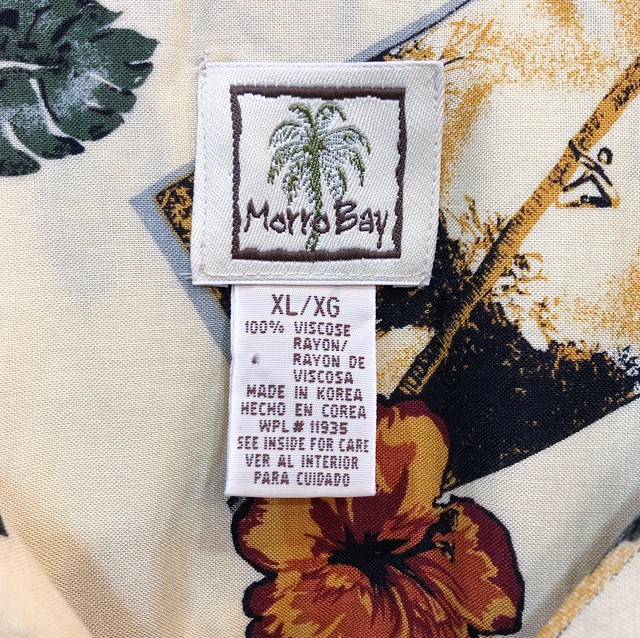 Morro Bay
XL/XG
100% VISCOSE
RAYON/
RAYON DE
VISCOSA
MADE IN KOREA
HECHO EN COREA
WPL # 11935
SEE INSIDE FOR CARE
VER AL INTERIOR
PARA CUIDADO